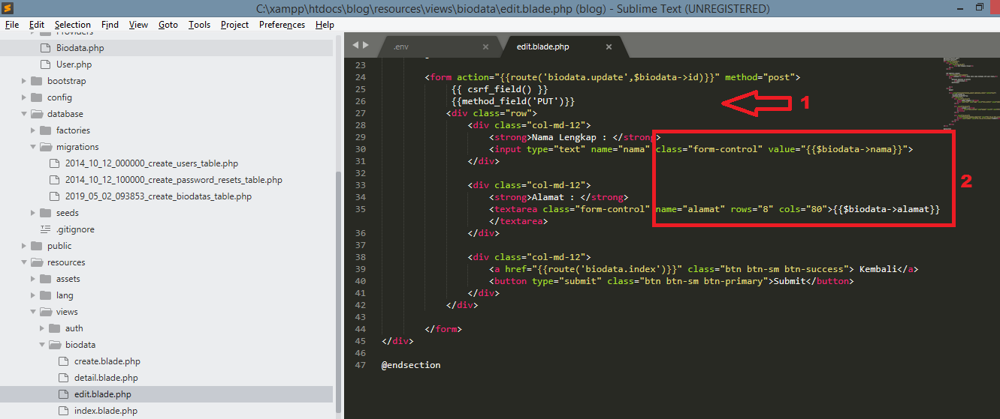 C:\xampp\htdocs\blog\resources\views\biodata\edit.blade.php (blog) - Sublime Text (UNREGISTERED)
File Edit Selection Find View Goto Tools Project Preferences Help
Providers
Biodata.php
User.php
bootstrap
config
database
factories
migrations
2014_10_12_000000_create_users_table.php
2014_10_12_100000_create_password_resets_table.php
2019_05_02_093853_create_biodatas_table.php
seeds
.gitignore
public
resources
assets
lang
views
auth
biodata
create.blade.php
detail.blade.php
edit.blade.php
index.blade.php
.env × edit.blade.php ×
23
24 <form action="{{route('biodata.update',$biodata->id)}}" method="post">
25 {{ csrf_field() }}
26 {{method_field('PUT')}}
1
27 <div class="row">
28 <div class="col-md-12">
29 <strong>Nama Lengkap : </strong>
30 <input type="text" name="nama" class="form-control" value="{{$biodata->nama}}">
31 </div>
32
2
33 <div class="col-md-12">
34 <strong>Alamat : </strong>
35 <textarea class="form-control" name="alamat" rows="8" cols="80">{{$biodata->alamat}}
</textarea>
36 </div>
37
38 <div class="col-md-12">
39 <a href="{{route('biodata.index')}}" class="btn btn-sm btn-success"> Kembali</a>
40 <button type="submit" class="btn btn-sm btn-primary">Submit</button>
41 </div>
42 </div>
43
44 </form>
45 </div>
46
47 @endsection